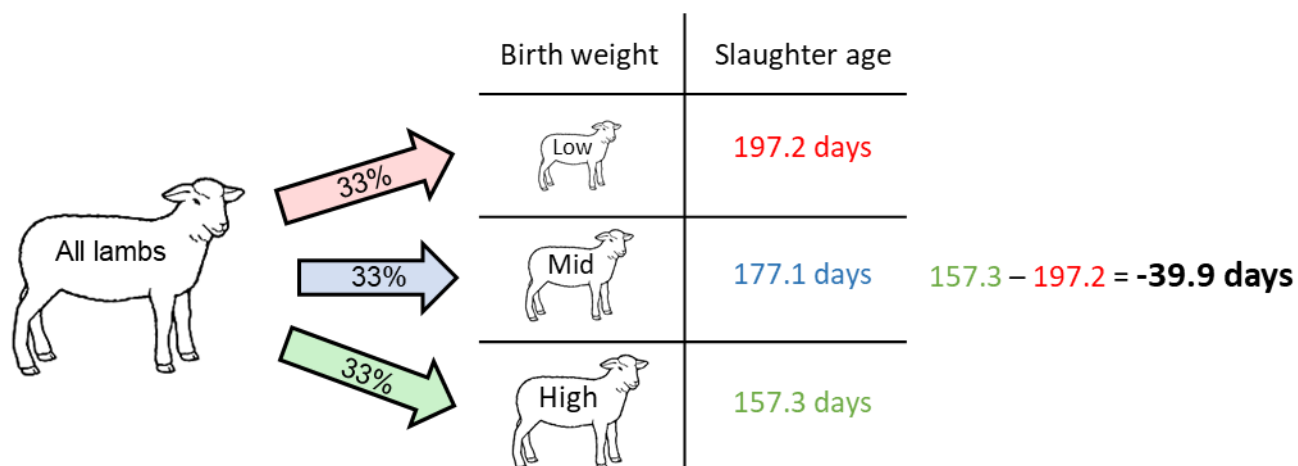 Birth weight Slaughter age
All lambs
33% Low 197.2 days
33% Mid 177.1 days 157.3 – 197.2 = -39.9 days
33% High 157.3 days